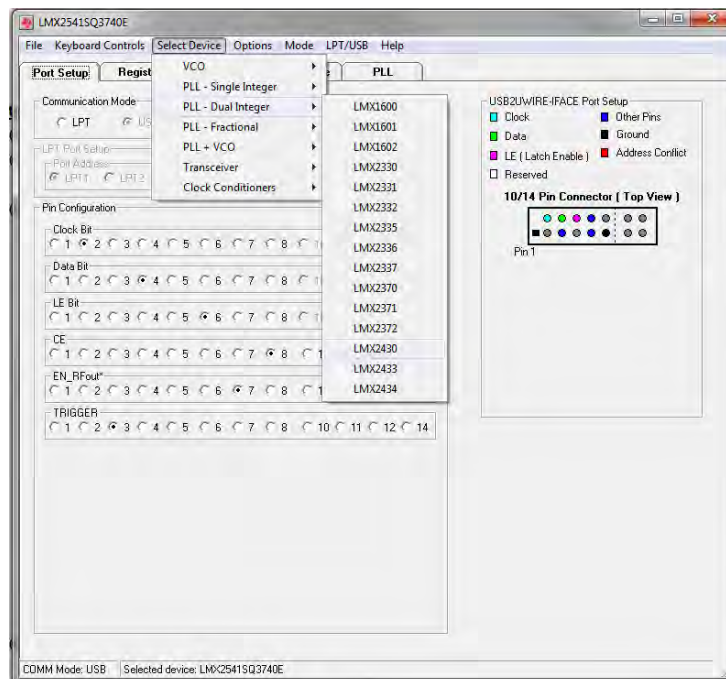 LMX2541SQ3740E
File Keyboard Controls Select Device Options Mode LPT/USB Help
Port Setup Regist PLL
VCO
PLL - Single Integer
PLL - Dual Integer
PLL - Fractional
PLL + VCO
Transceiver
Clock Conditioners
LMX1600
LMX1601
LMX1602
LMX2330
LMX2331
LMX2332
LMX2335
LMX2336
LMX2337
LMX2370
LMX2371
LMX2372
LMX2430
LMX2433
LMX2434
Communication Mode
LPT US
LPT Port Setup
Port Address
LPT1 LPT2
Pin Configuration
Clock Bit
1 2 3 4 5 6 7 8
Data Bit
1 2 3 4 5 6 7 8
LE Bit
1 2 3 4 5 6 7 8
CE
1 2 3 4 5 6 7 8 1
EN_RFout*
1 2 3 4 5 6 7 8 1
TRIGGER
1 2 3 4 5 6 7 8 10 11 12 14
USB2UWIRE-IFACE Port Setup
Clock Other Pins
Data Ground
LE ( Latch Enable ) Address Conflict
Reserved
10/14 Pin Connector ( Top View )
Pin 1
COMM Mode: USB Selected device: LMX2541SQ3740E